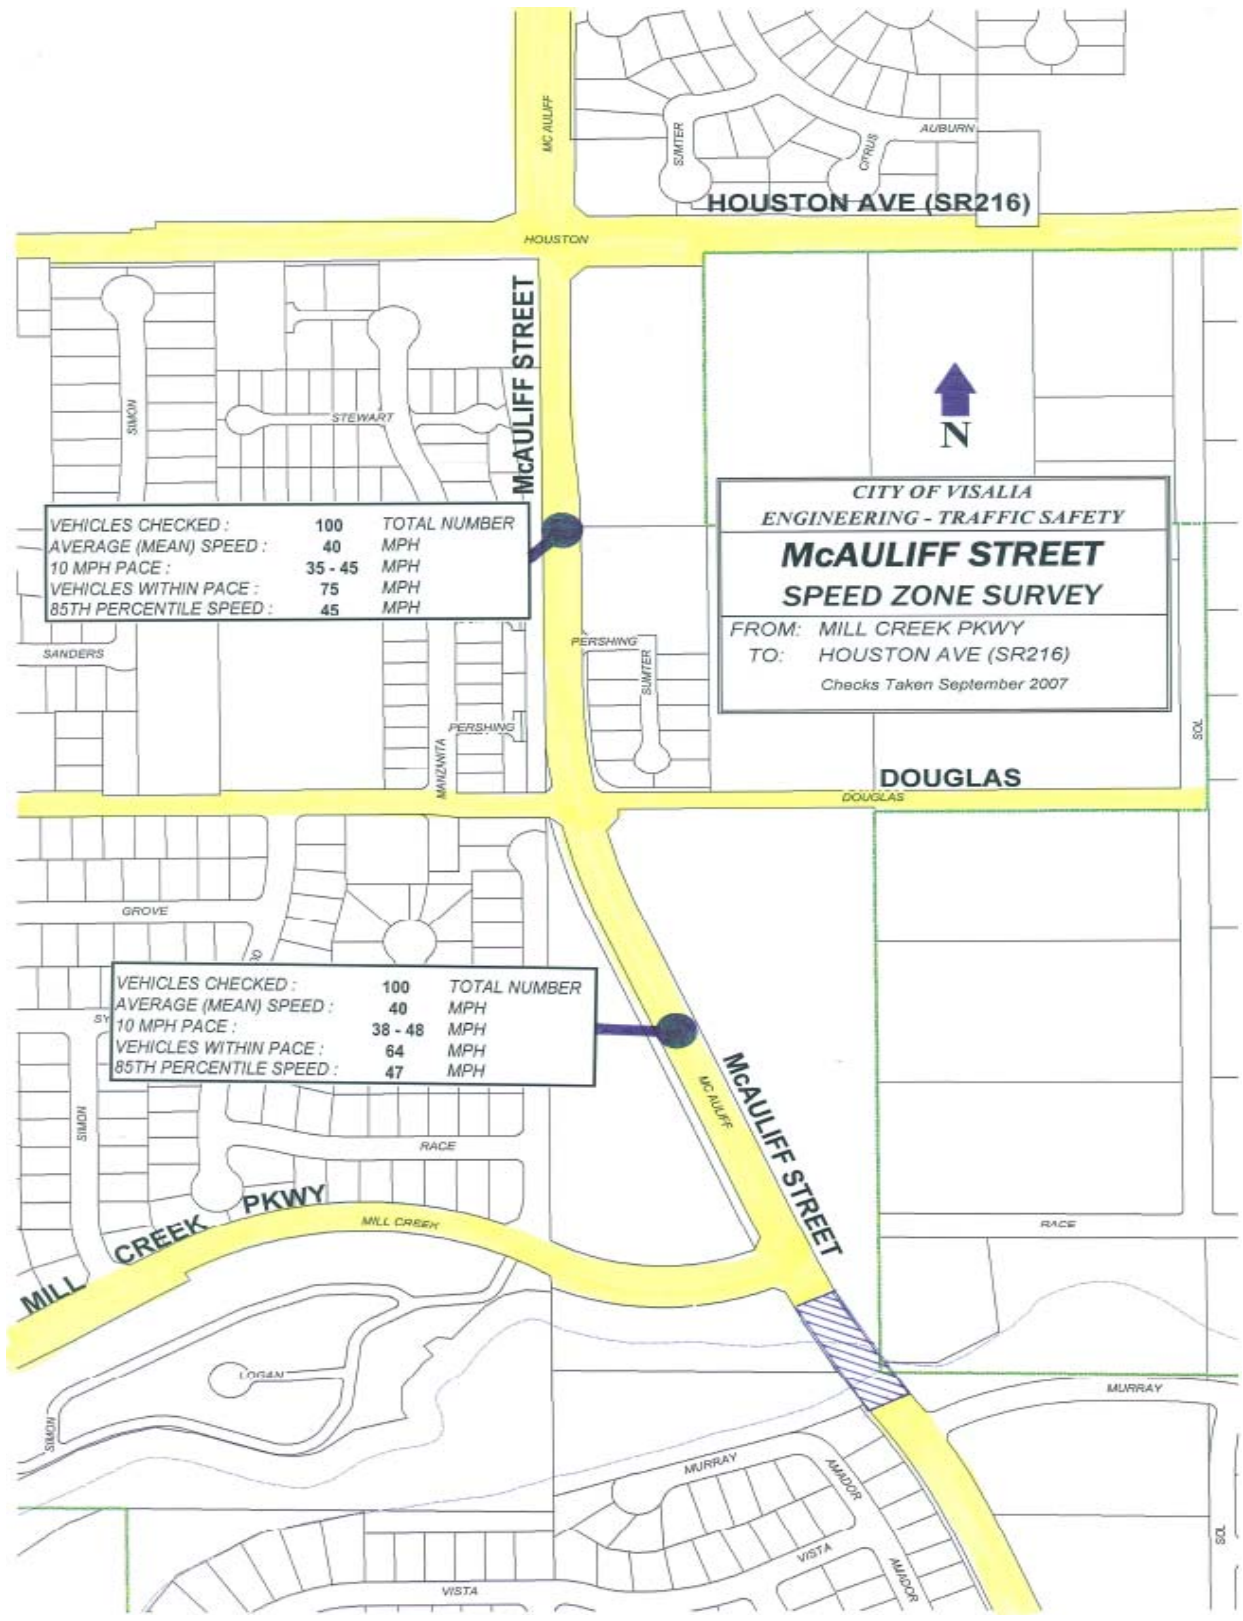 MC AULIFF
SUMTER
CITRUS
AUBURN
HOUSTON AVE (SR216)
HOUSTON
McAULIFF STREET
SIMON
STEWART
N
CITY OF VISALIA
ENGINEERING - TRAFFIC SAFETY
McAULIFF STREET
SPEED ZONE SURVEY
FROM: MILL CREEK PKWY
TO: HOUSTON AVE (SR216)
Checks Taken September 2007
VEHICLES CHECKED : 100 TOTAL NUMBER
AVERAGE (MEAN) SPEED : 40 MPH
10 MPH PACE : 35 - 45 MPH
VEHICLES WITHIN PACE : 75 MPH
85TH PERCENTILE SPEED : 45 MPH
SANDERS
PERSHING
SUMTER
PERSHING
MANZANITA
SOL
DOUGLAS
DOUGLAS
GROVE
VEHICLES CHECKED : 100 TOTAL NUMBER
AVERAGE (MEAN) SPEED : 40 MPH
10 MPH PACE : 38 - 48 MPH
VEHICLES WITHIN PACE : 64 MPH
85TH PERCENTILE SPEED : 47 MPH
SY
MC AULIFF
McAULIFF STREET
SIMON
RACE
MILL CREEK PKWY
MILL CREEK
RACE
LOGAN
SIMON
MURRAY
MURRAY
AMADOR
VISTA
AMADOR
VISTA
SOL